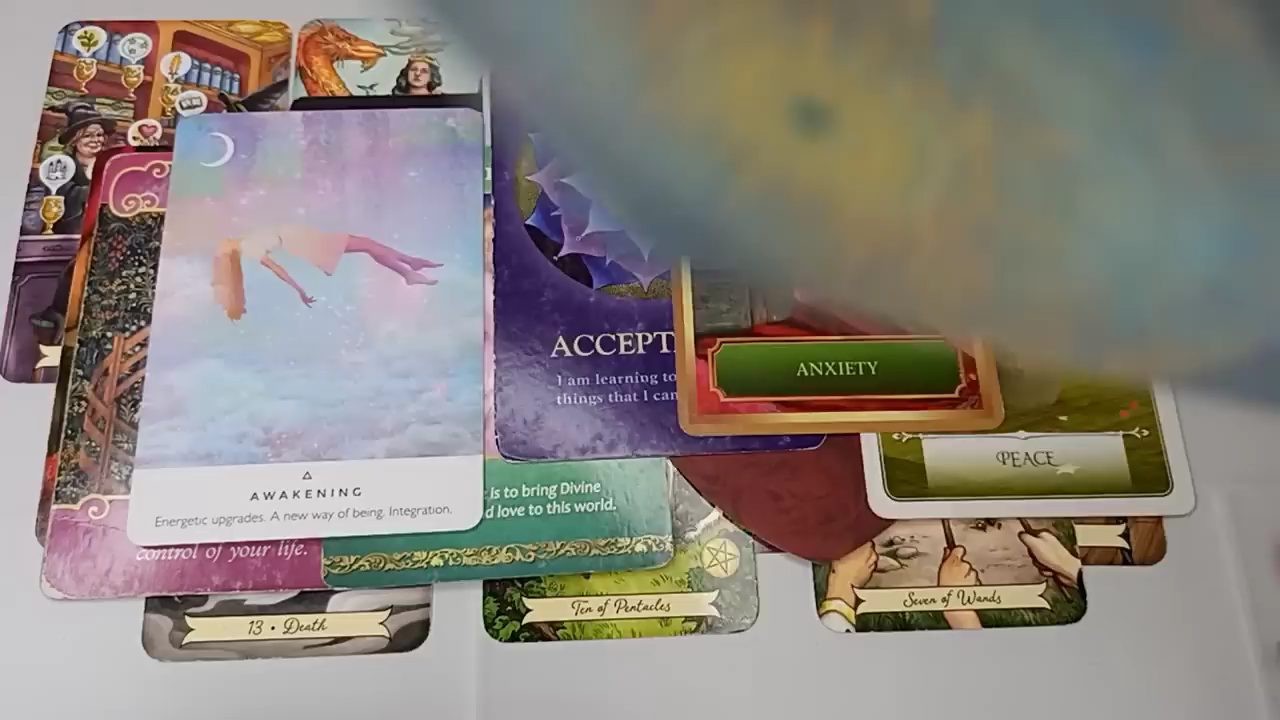 ACCEPT
I am learning to
things that I can
ANXIETY
PEACE
AWAKENING
Energetic upgrades. A new way of being. Integration.
is to bring Divine
d love to this world.
control of your life.
Ten of Pentacles
Seven of Wands
13 • Death